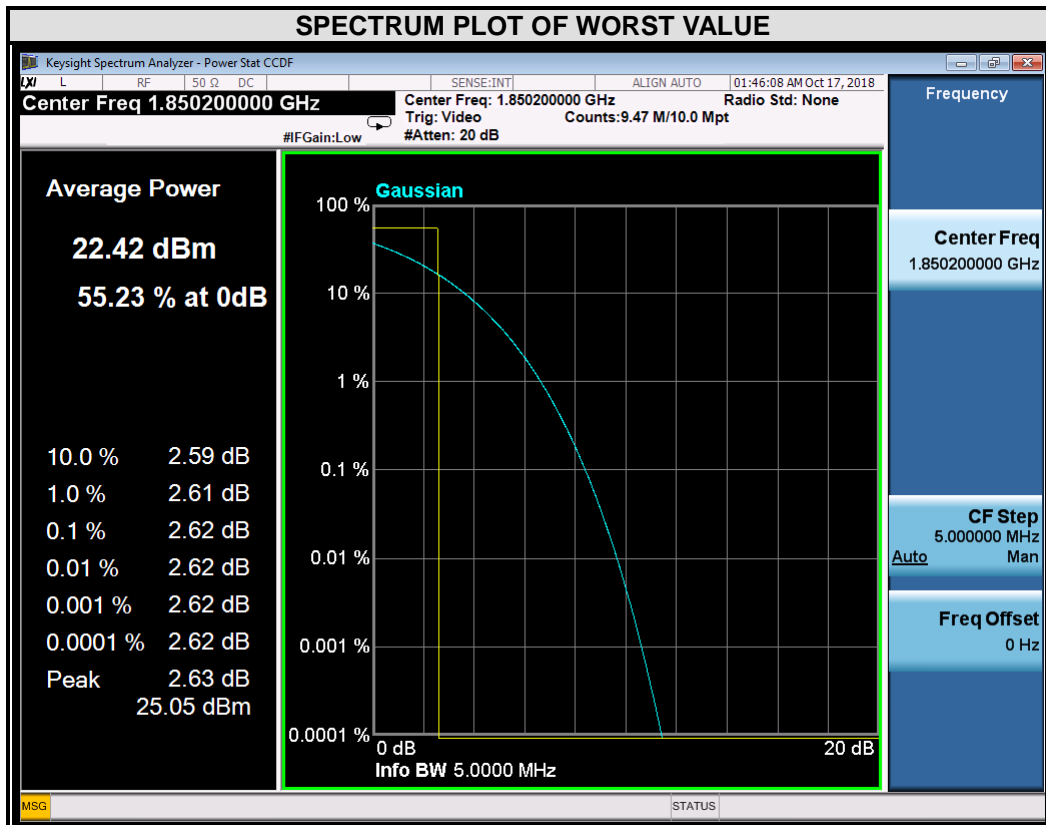 SPECTRUM PLOT OF WORST VALUE
Keysight Spectrum Analyzer - Power Stat CCDF
LXI L RF 50 Ω DC SENSE:INT ALIGN AUTO 01:46:08 AM Oct 17, 2018
Center Freq 1.850200000 GHz
#IFGain:Low
Center Freq: 1.850200000 GHz Radio Std: None
Trig: Video Counts:9.47 M/10.0 Mpt
#Atten: 20 dB
Average Power
22.42 dBm
55.23 % at 0dB
10.0 % 2.59 dB
1.0 % 2.61 dB
0.1 % 2.62 dB
0.01 % 2.62 dB
0.001 % 2.62 dB
0.0001 % 2.62 dB
Peak 2.63 dB
25.05 dBm
Gaussian
100 %
10 %
1 %
0.1 %
0.01 %
0.001 %
0.0001 %
0 dB 20 dB
Info BW 5.0000 MHz
Frequency
Center Freq
1.850200000 GHz
CF Step
5.000000 MHz
Auto Man
Freq Offset
0 Hz
MSG STATUS